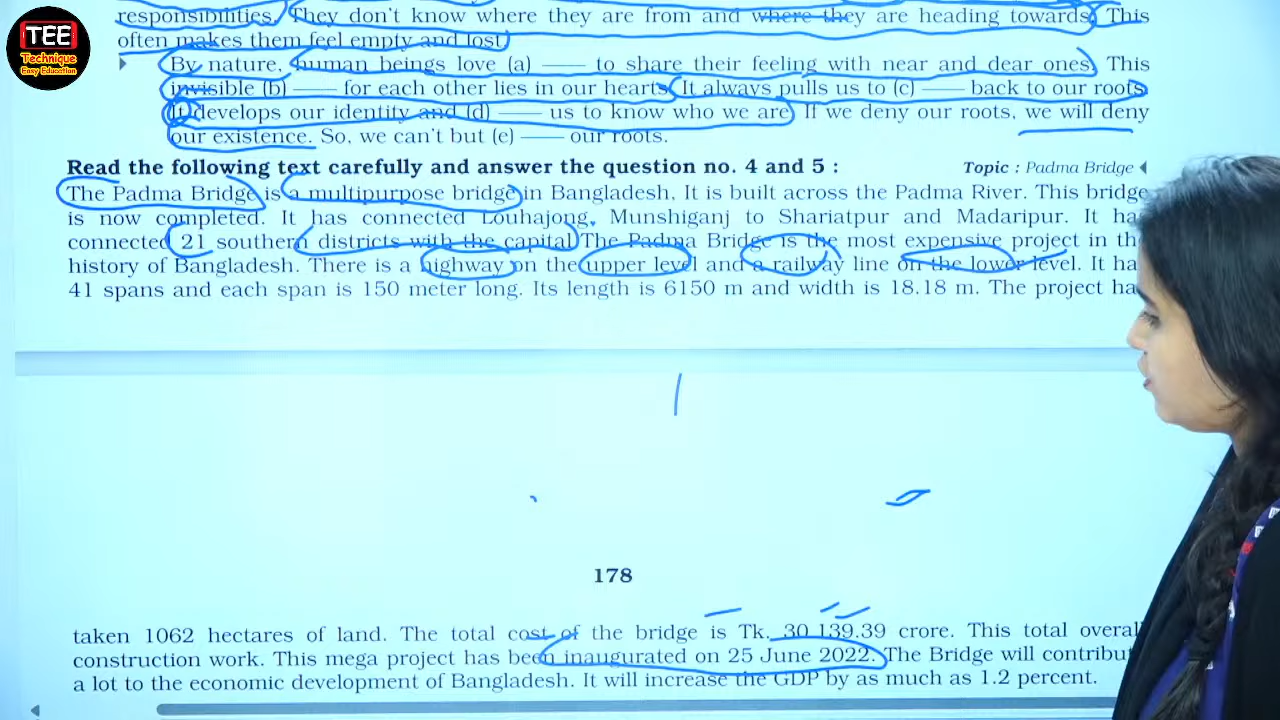 TEE
Technique
Easy Education
responsibilities. They don't know where they are from and where they are heading towards. This
often makes them feel empty and lost.
By nature, human beings love (a) —— to share their feeling with near and dear ones. This
invisible (b) —— for each other lies in our hearts. It always pulls us to (c) —— back to our roots.
It develops our identity and (d) —— us to know who we are. If we deny our roots, we will deny
our existence. So, we can't but (e) —— our roots.
Read the following text carefully and answer the question no. 4 and 5 : Topic : Padma Bridge
The Padma Bridge is a multipurpose bridge in Bangladesh. It is built across the Padma River. This bridge
is now completed. It has connected Louhajong, Munshiganj to Shariatpur and Madaripur. It ha
connected 21 southern districts with the capital. The Padma Bridge is the most expensive project in th
history of Bangladesh. There is a highway on the upper level and a railway line on the lower level. It ha
41 spans and each span is 150 meter long. Its length is 6150 m and width is 18.18 m. The project ha
178
taken 1062 hectares of land. The total cost of the bridge is Tk. 30 139.39 crore. This total overal
construction work. This mega project has been inaugurated on 25 June 2022. The Bridge will contribut
a lot to the economic development of Bangladesh. It will increase the GDP by as much as 1.2 percent.